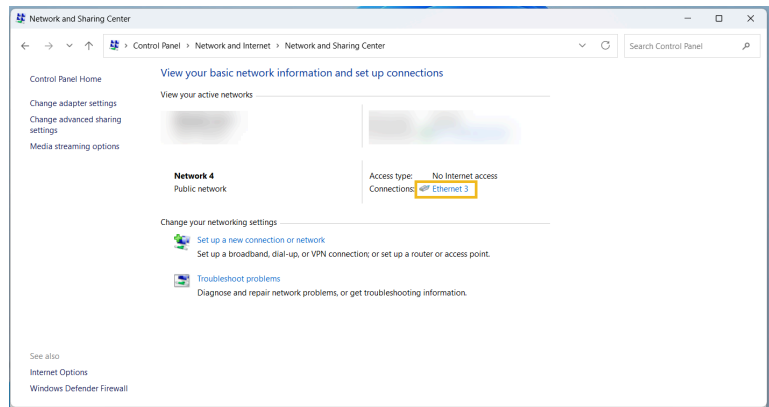 Network and Sharing Center
Control Panel > Network and Internet > Network and Sharing Center
Search Control Panel
Control Panel Home
Change adapter settings
Change advanced sharing
settings
Media streaming options
View your basic network information and set up connections
View your active networks
Network 4
Public network
Access type: No Internet access
Connections: Ethernet 3
Change your networking settings
Set up a new connection or network
Set up a broadband, dial-up, or VPN connection; or set up a router or access point.
Troubleshoot problems
Diagnose and repair network problems, or get troubleshooting information.
See also
Internet Options
Windows Defender Firewall